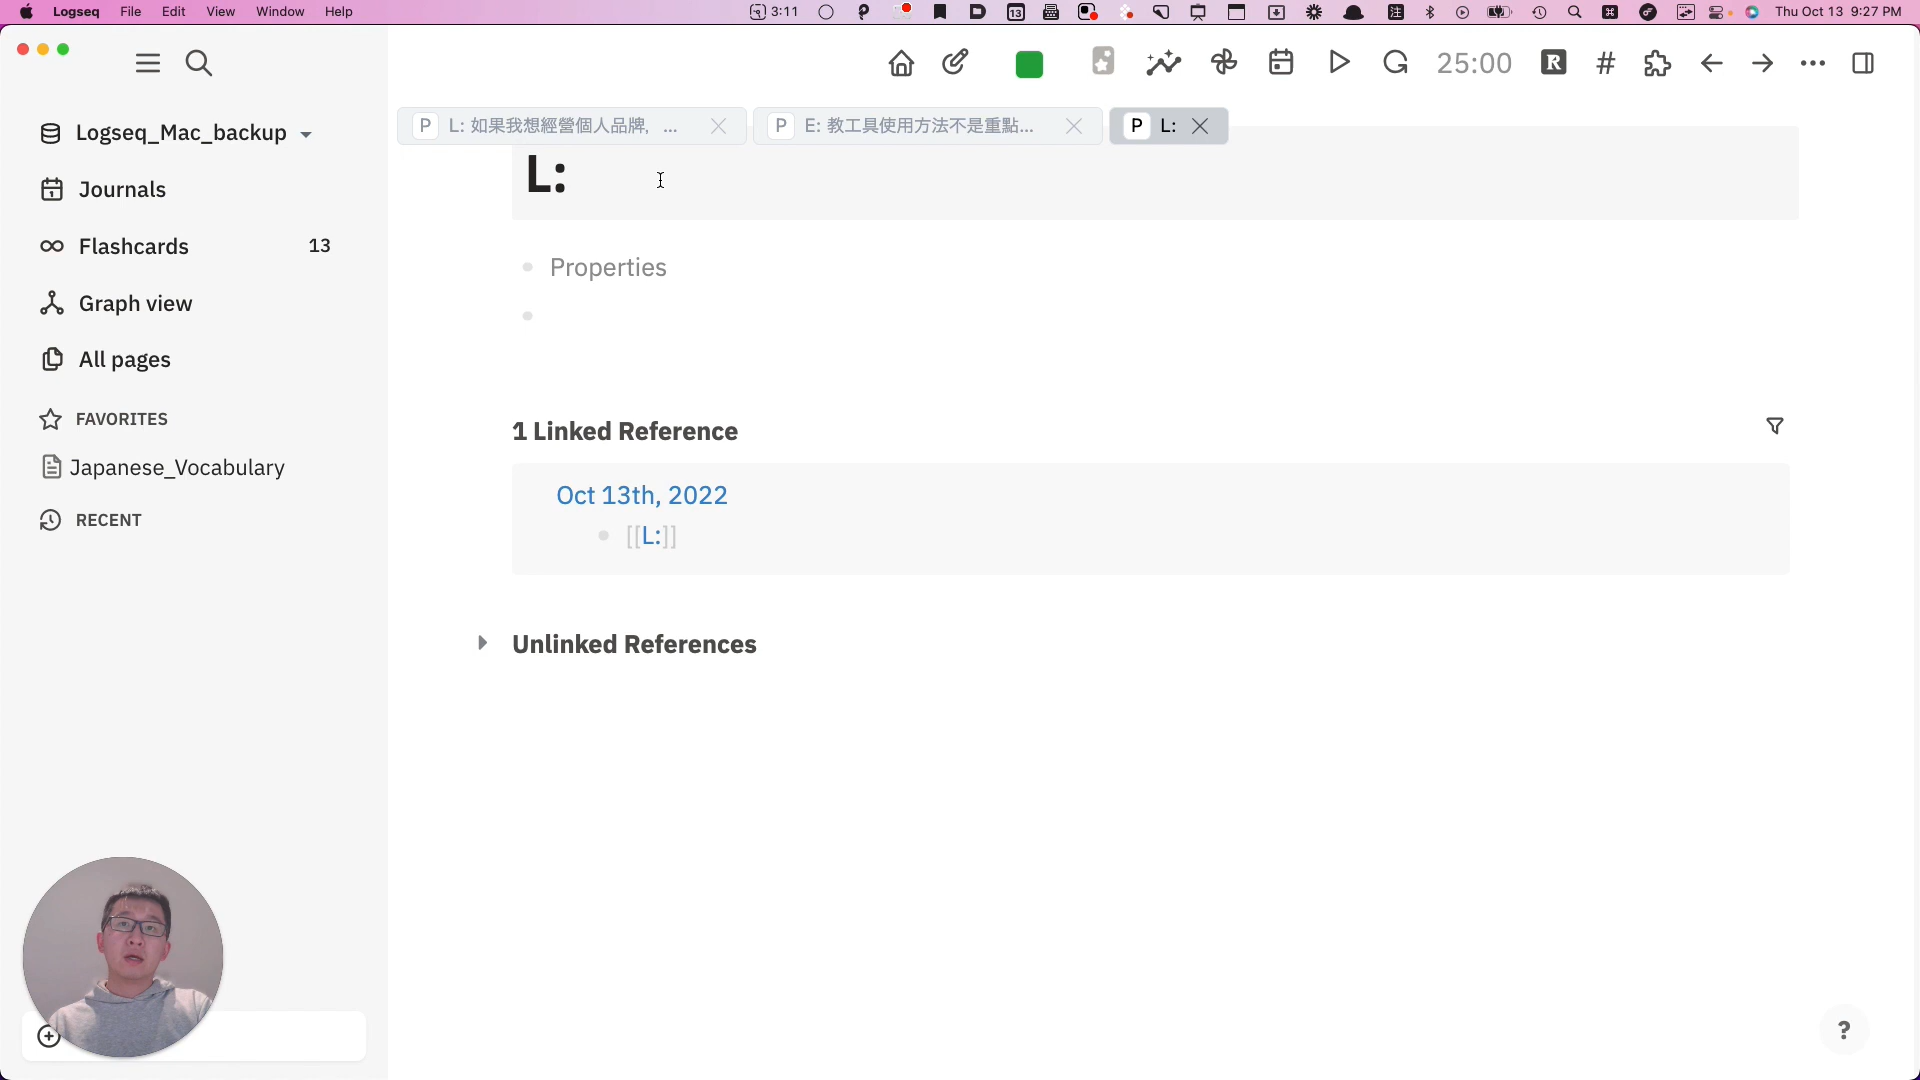 Logseq File Edit View Window Help 3:11 13 注 Thu Oct 13 9:27 PM
25:00 R #
Logseq_Mac_backup
P L: 如果我想經營個人品牌, ... P E: 教工具使用方法不是重點... P L:
L:
Journals
Properties
Flashcards 13
Graph view
All pages
FAVORITES
Japanese_Vocabulary
RECENT
1 Linked Reference
Oct 13th, 2022
[[L:]]
Unlinked References
?